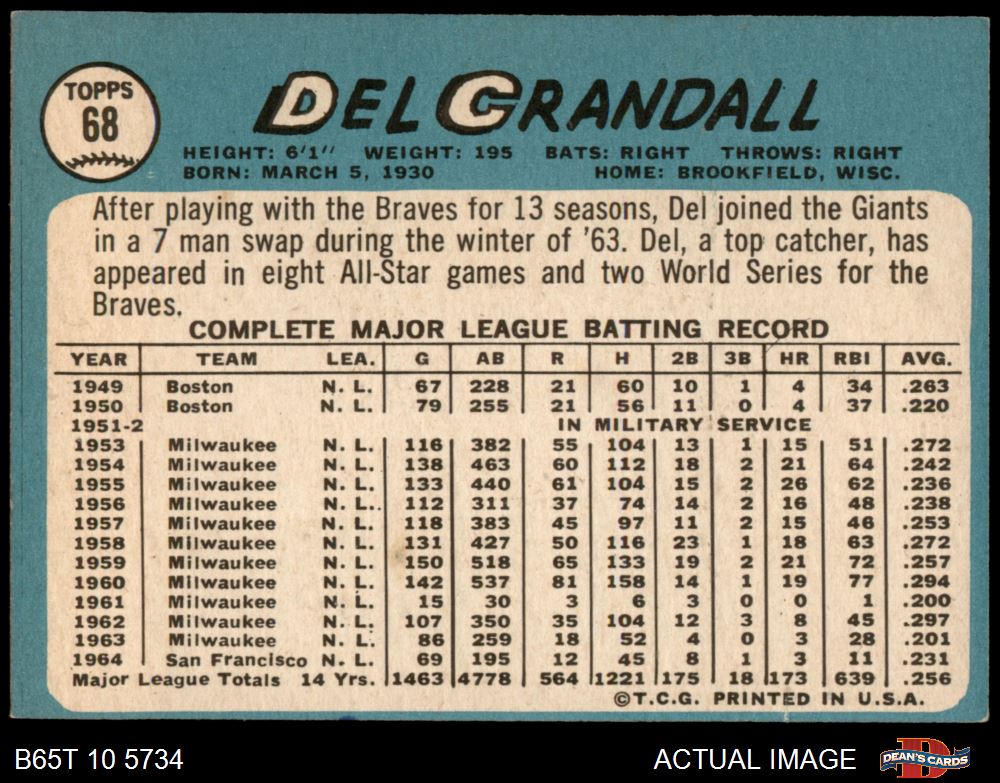 TOPPS
68
DEL CRANDALL
HEIGHT: 6'1" WEIGHT: 195 BATS: RIGHT THROWS: RIGHT
BORN: MARCH 5, 1930 HOME: BROOKFIELD, WISC.
After playing with the Braves for 13 seasons, Del joined the Giants
in a 7 man swap during the winter of '63. Del, a top catcher, has
appeared in eight All-Star games and two World Series for the
Braves.
COMPLETE MAJOR LEAGUE BATTING RECORD
YEAR TEAM LEA. G AB R H 2B 3B HR RBI AVG.
1949 Boston N. L. 67 228 21 60 10 1 4 34 .263
1950 Boston N. L. 79 255 21 56 11 0 4 37 .220
1951-2 IN MILITARY SERVICE
1953 Milwaukee N. L. 116 382 55 104 13 1 15 51 .272
1954 Milwaukee N. L. 138 463 60 112 18 2 21 64 .242
1955 Milwaukee N. L. 133 440 61 104 15 2 26 62 .236
1956 Milwaukee N. L.. 112 311 37 74 14 2 16 48 .238
1957 Milwaukee N. L. 118 383 45 97 11 2 15 46 .253
1958 Milwaukee N. L. 131 427 50 116 23 1 18 63 .272
1959 Milwaukee N. L. 150 518 65 133 19 2 21 72 .257
1960 Milwaukee N. L. 142 537 81 158 14 1 19 77 .294
1961 Milwaukee N. L. 15 30 3 6 3 0 0 1 .200
1962 Milwaukee N. L. 107 350 35 104 12 3 8 45 .297
1963 Milwaukee N. L. 86 259 18 52 4 0 3 28 .201
1964 San Francisco N. L. 69 195 12 45 8 1 3 11 .231
Major League Totals 14 Yrs. 1463 4778 564 1221 175 18 173 639 .256
©T.C.G. PRINTED IN U.S.A.
B65T 10 5734 ACTUAL IMAGE DEAN'S CARDS